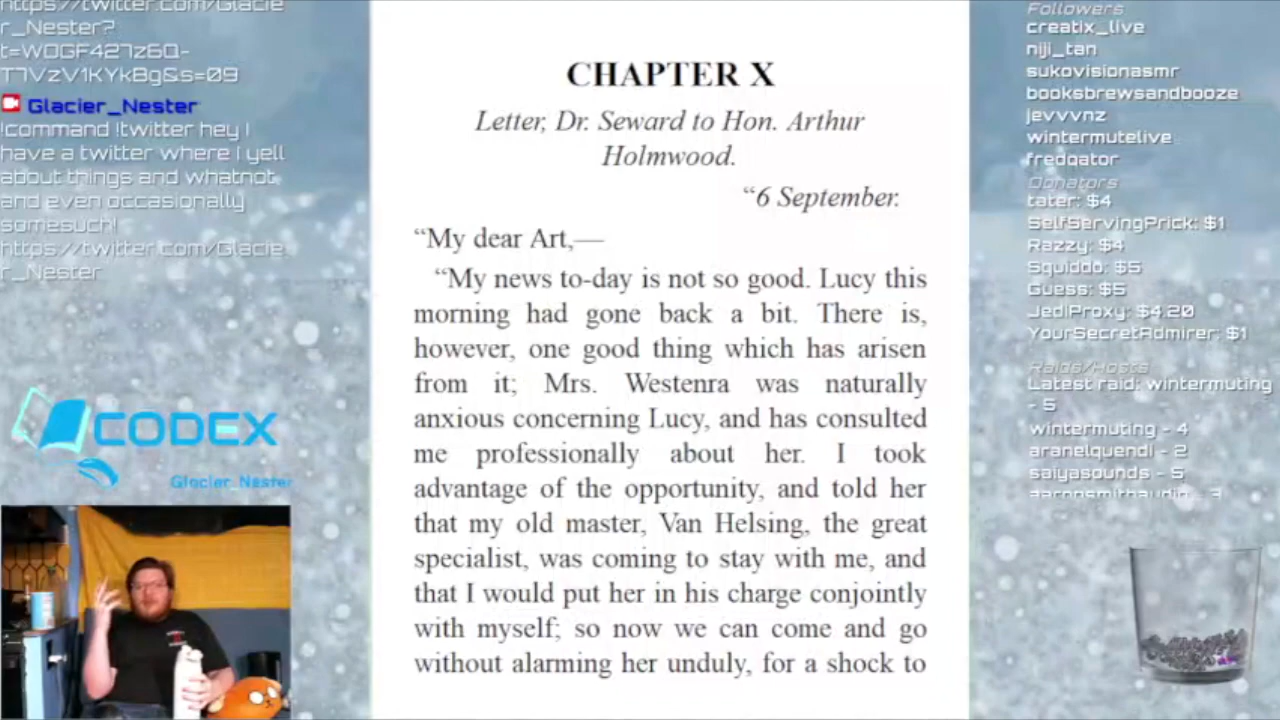 https://twitter.com/Glacie
r_Nester?
t=W0GF427z6Q-
T7VzV1KYkBg&s=09
Glacier_Nester
!command !twitter hey I
have a twitter where I yell
about things and whatnot
and even occasionally
somesuch!
https://twitter.com/Glacie
r_Nester
CODEX
Glacier_Nester
CHAPTER X
Letter, Dr. Seward to Hon. Arthur
Holmwood.
“6 September.
“My dear Art,—
“My news to-day is not so good. Lucy this
morning had gone back a bit. There is,
however, one good thing which has arisen
from it; Mrs. Westenra was naturally
anxious concerning Lucy, and has consulted
me professionally about her. I took
advantage of the opportunity, and told her
that my old master, Van Helsing, the great
specialist, was coming to stay with me, and
that I would put her in his charge conjointly
with myself; so now we can come and go
without alarming her unduly, for a shock to
Followers
creatix_live
niji_tan
sukovisionasmr
booksbrewsandbooze
jevvvnz
wintermutelive
fredgator
Donators
tater: $4
SelfServingPrick: $1
Razzy: $4
Squiddo: $5
Guess: $5
JediProxy: $4.20
YourSecretAdmirer: $1
Raids/Hosts
Latest raid: wintermuting
- 5
wintermuting - 4
aranelquendi - 2
saiyasounds - 5
aaronsmithaudio - 3